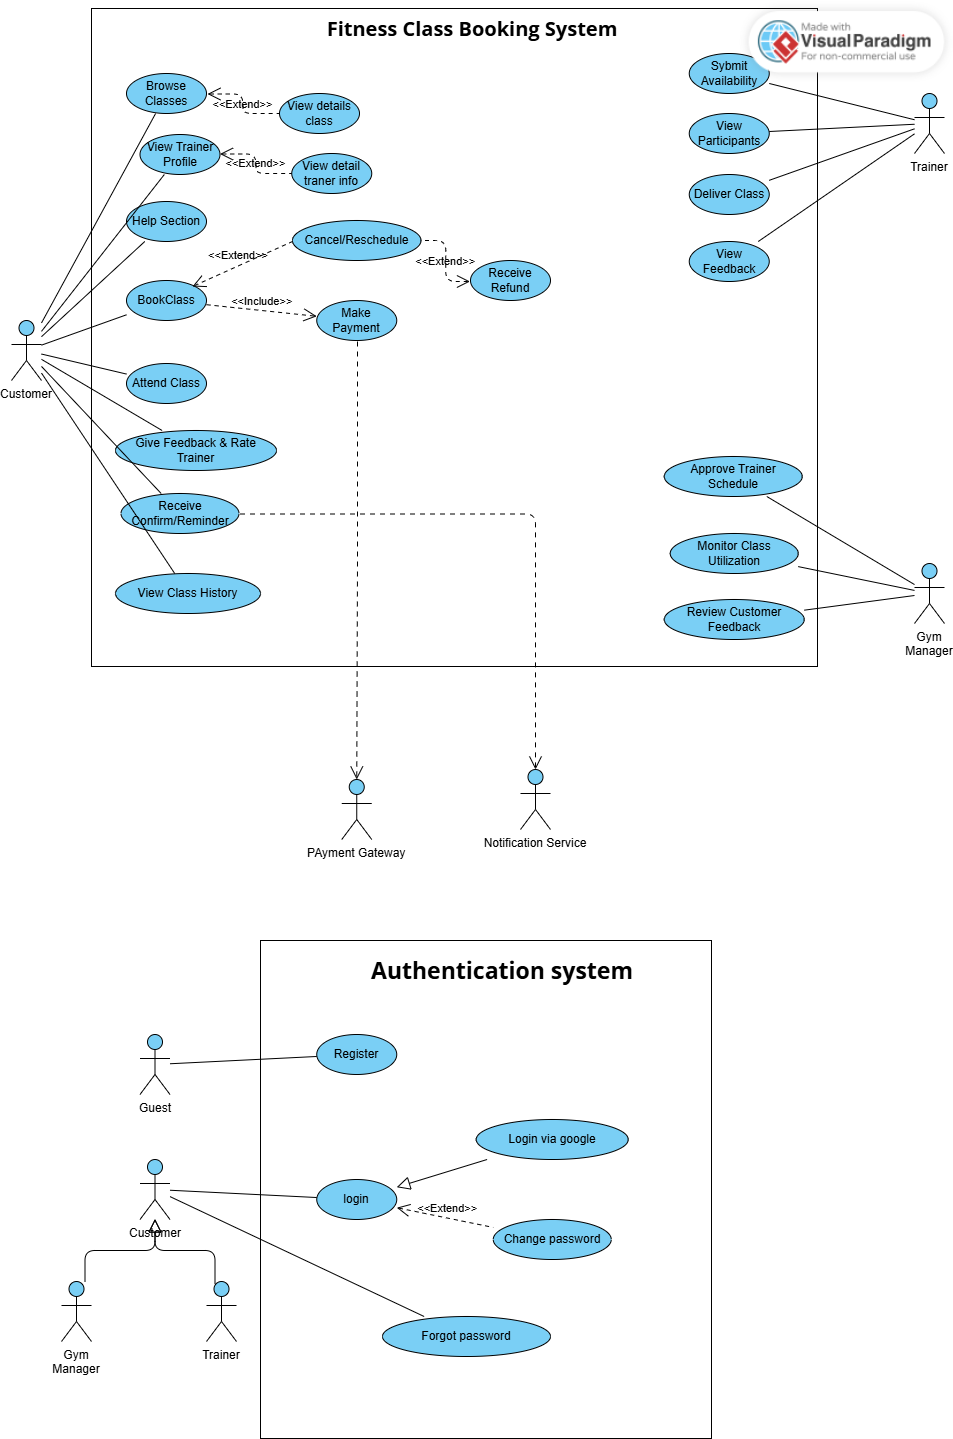 Fitness Class Booking System
Made with
VisualParadigm
For non-commercial use
Browse
Classes
<<Extend>>
View details
class
View Trainer
Profile
<<Extend>>
View detail
traner info
Help Section
Cancel/Reschedule
<<Extend>>
<<Extend>>
Receive
Refund
BookClass
<<Include>>
Make
Payment
Customer
Attend Class
Give Feedback & Rate
Trainer
Receive
Confirm/Reminder
View Class History
Sybmit
Availability
View
Participants
Deliver Class
View
Feedback
Trainer
Approve Trainer
Schedule
Monitor Class
Utilization
Review Customer
Feedback
Gym
Manager
PAyment Gateway
Notification Service
Authentication system
Register
Guest
Login via google
login
<<Extend>>
Change password
Customer
Forgot password
Gym
Manager
Trainer